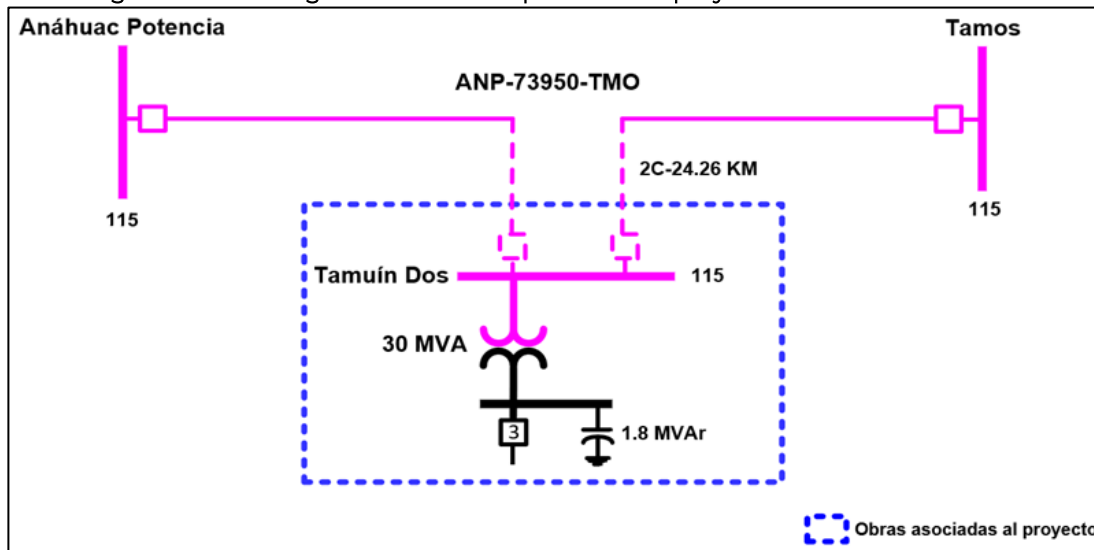 Anáhuac Potencia
Tamos
ANP-73950-TMO
2C-24.26 KM
115
115
Tamuín Dos
115
30 MVA
3
1.8 MVAr
Obras asociadas al proyecto